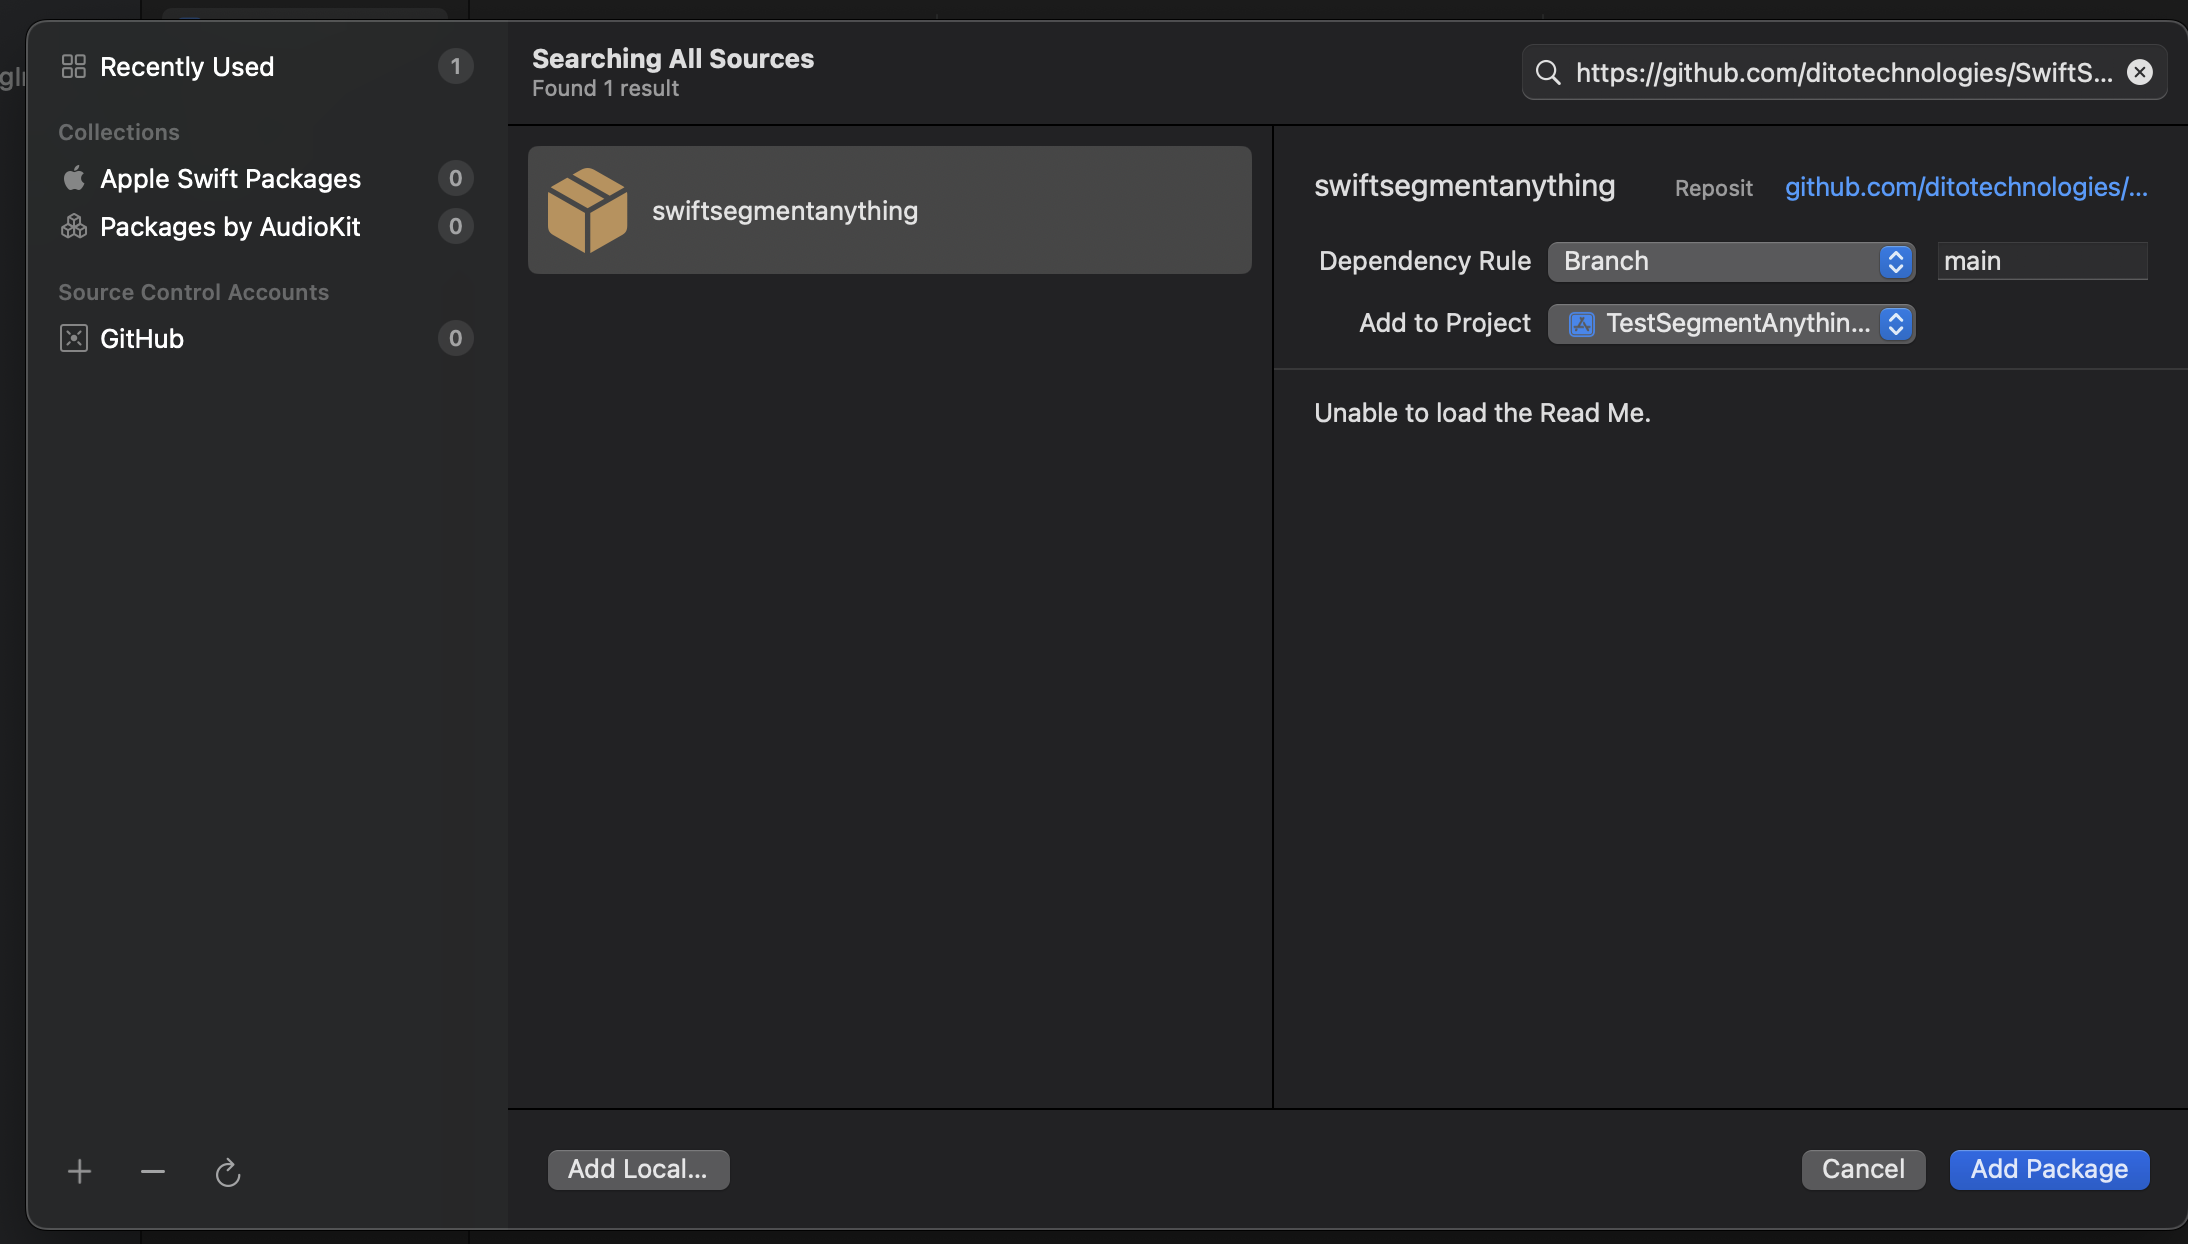 Recently Used
1
Collections
Apple Swift Packages
0
Packages by AudioKit
0
Source Control Accounts
GitHub
0
Searching All Sources
Found 1 result
https://github.com/ditotechnologies/SwiftS...
swiftsegmentanything
swiftsegmentanything
Reposit
github.com/ditotechnologies/...
Dependency Rule
Branch
main
Add to Project
TestSegmentAnythin...
Unable to load the Read Me.
Add Local...
Cancel
Add Package